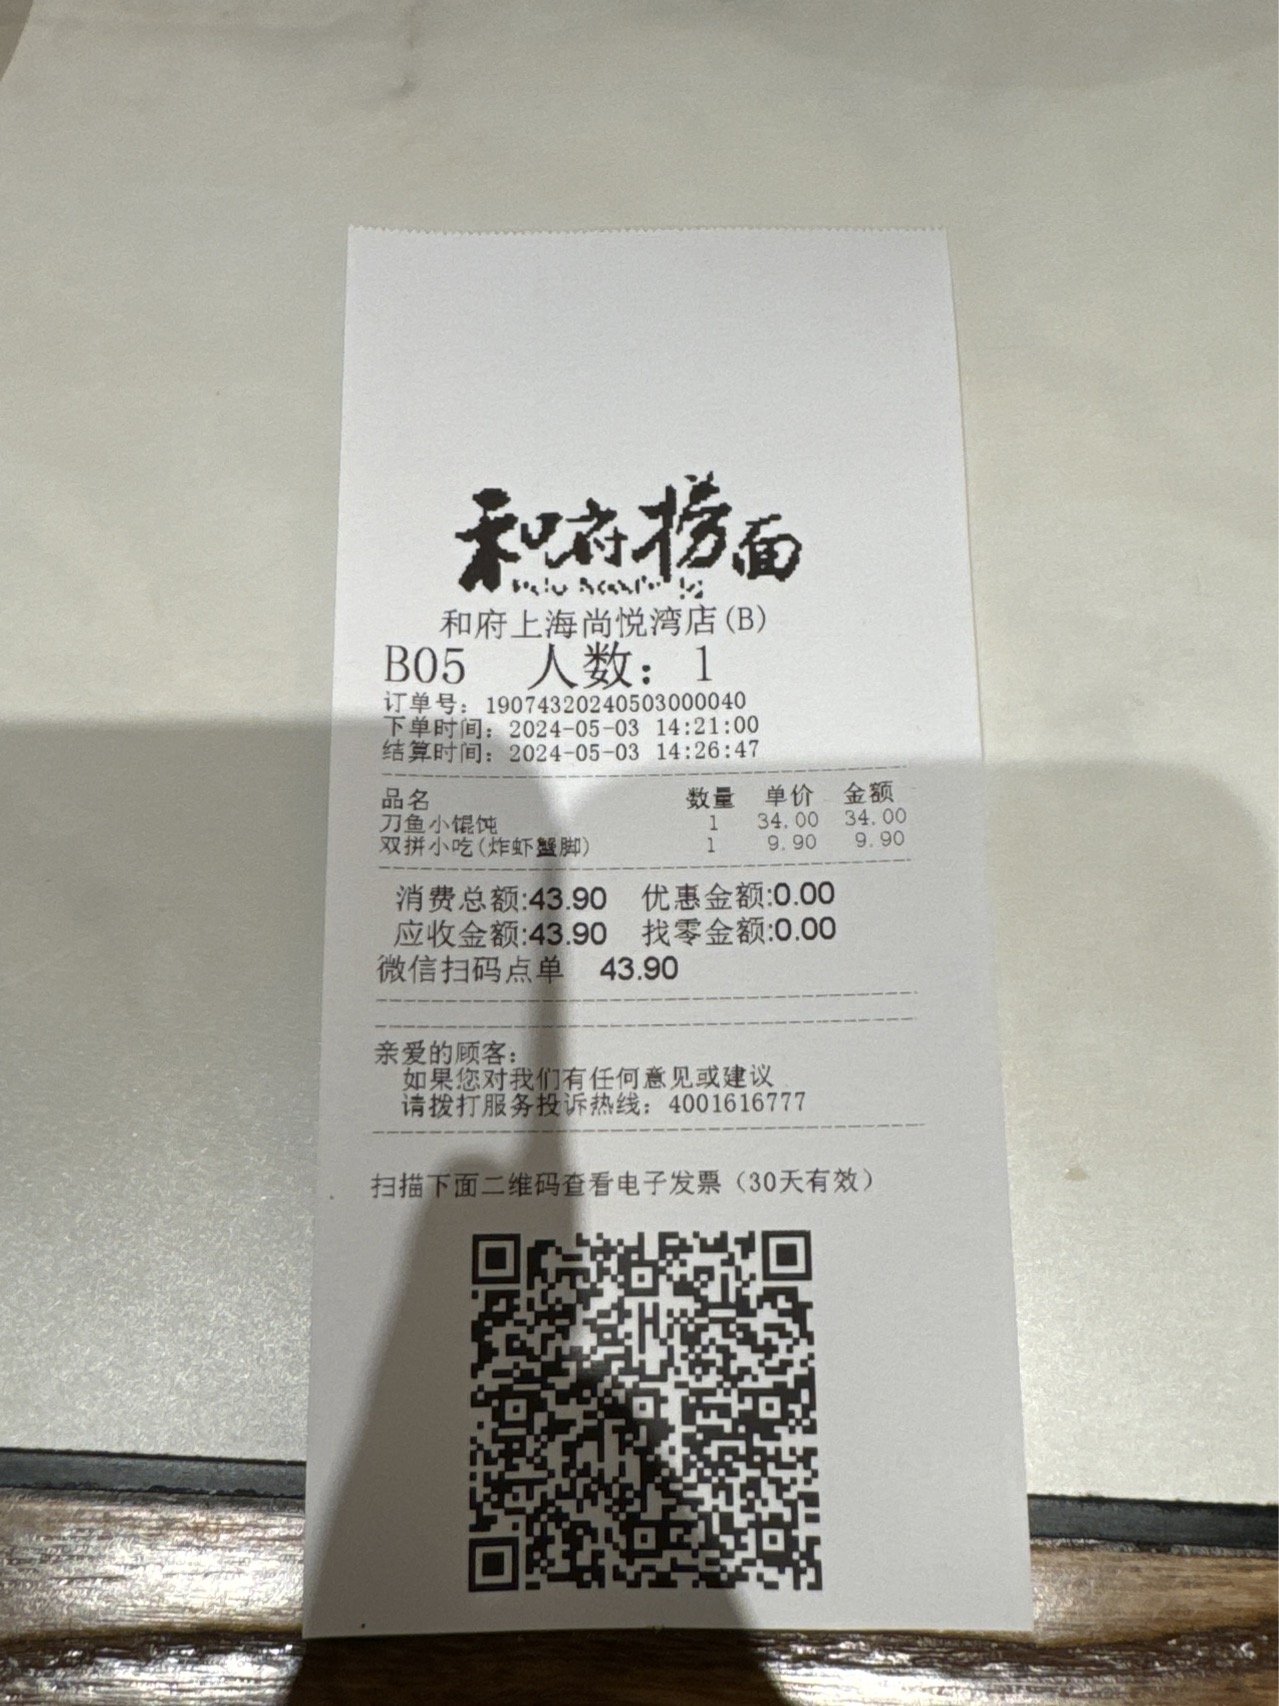 和府捞面
和府上海尚悦湾店(B)
B05 人数：1
订单号：19074320240503000040
下单时间：2024-05-03 14:21:00
结算时间：2024-05-03 14:26:47
品名 数量 单价 金额
刀鱼小馄饨 1 34.00 34.00
双拼小吃(炸虾蟹脚) 1 9.90 9.90
消费总额:43.90 优惠金额:0.00
应收金额:43.90 找零金额:0.00
微信扫码点单 43.90
亲爱的顾客：
如果您对我们有任何意见或建议
请拨打服务投诉热线：4001616777
扫描下面二维码查看电子发票（30天有效）